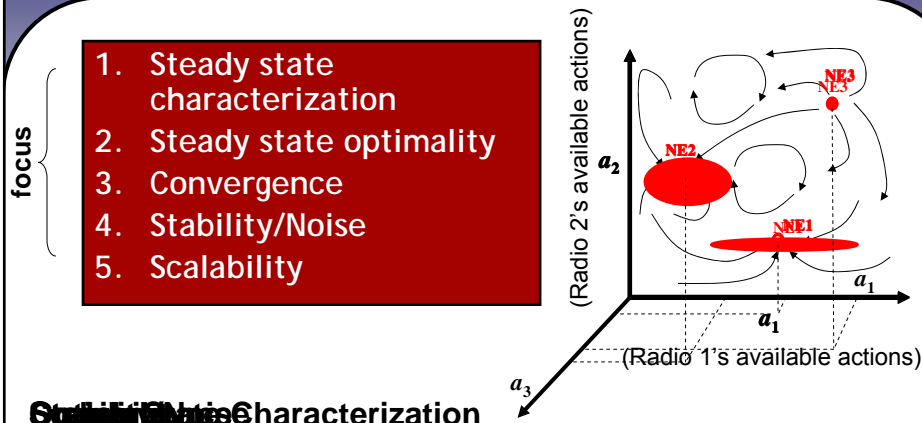 focus
1. Steady state
characterization
2. Steady state optimality
3. Convergence
4. Stability/Noise
5. Scalability
(Radio 2's available actions)
a2
NE3
NE3
NE2
NE1
a1
a1
(Radio 1's available actions)
a3
Characterization